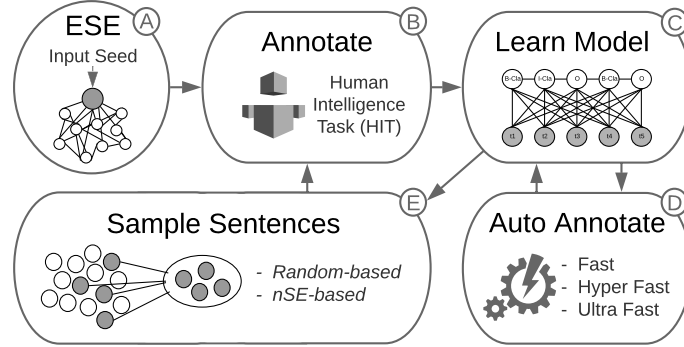 ESE
A
Input Seed
Annotate
B
Human
Intelligence
Task (HIT)
Learn Model
C
B-Cla I-Cla O B-Cla O
t1 t2 t3 t4 t5
Sample Sentences
E
- Random-based
- nSE-based
Auto Annotate
D
- Fast
- Hyper Fast
- Ultra Fast